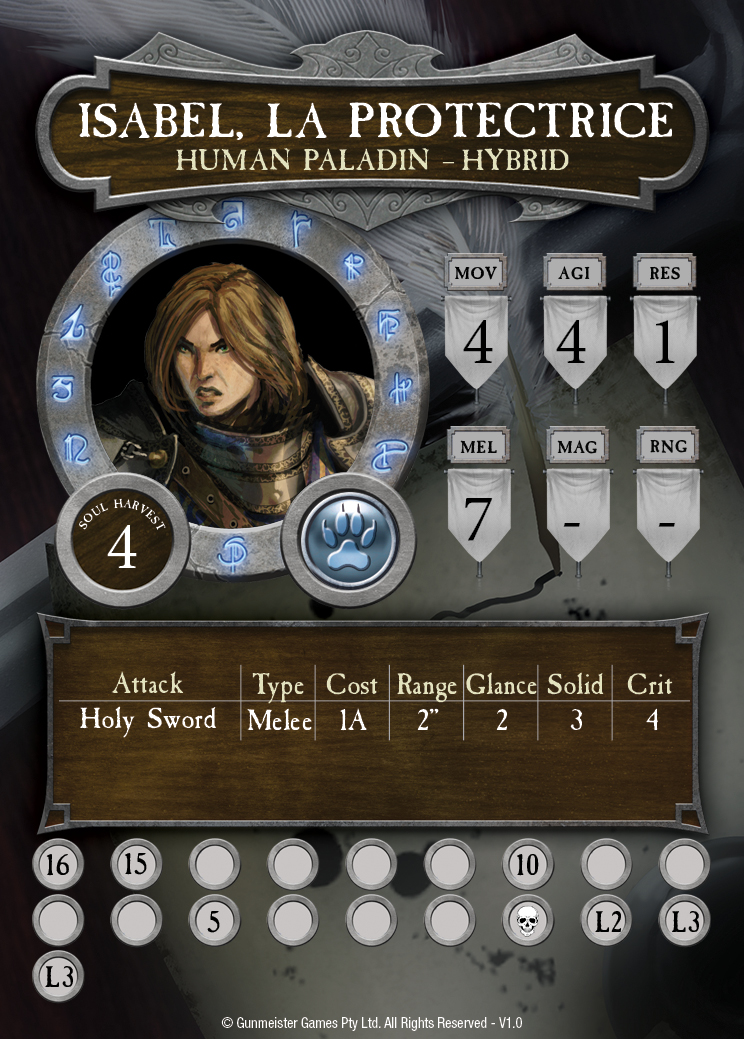 ISABEL, LA PROTECTRICE
HUMAN PALADIN – HYBRID
MOV AGI RES
4 4 1
MEL MAG RNG
7 - -
SOUL HARVEST
4
Attack Type Cost Range Glance Solid Crit
Holy Sword Melee 1A 2” 2 3 4
16 15 10
5 L2 L3
L3
© Gunmeister Games Pty Ltd. All Rights Reserved - V1.0